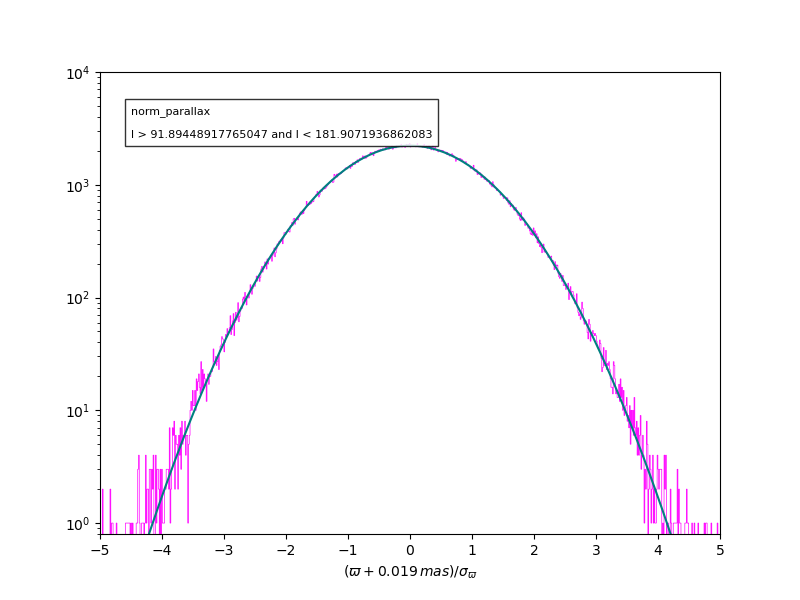 norm_parallax
l > 91.89448917765047 and l < 181.9071936862083
10⁴
10³
10²
10¹
10⁰
−5 −4 −3 −2 −1 0 1 2 3 4 5
(ϖ + 0.019 mas)/σ_ϖ